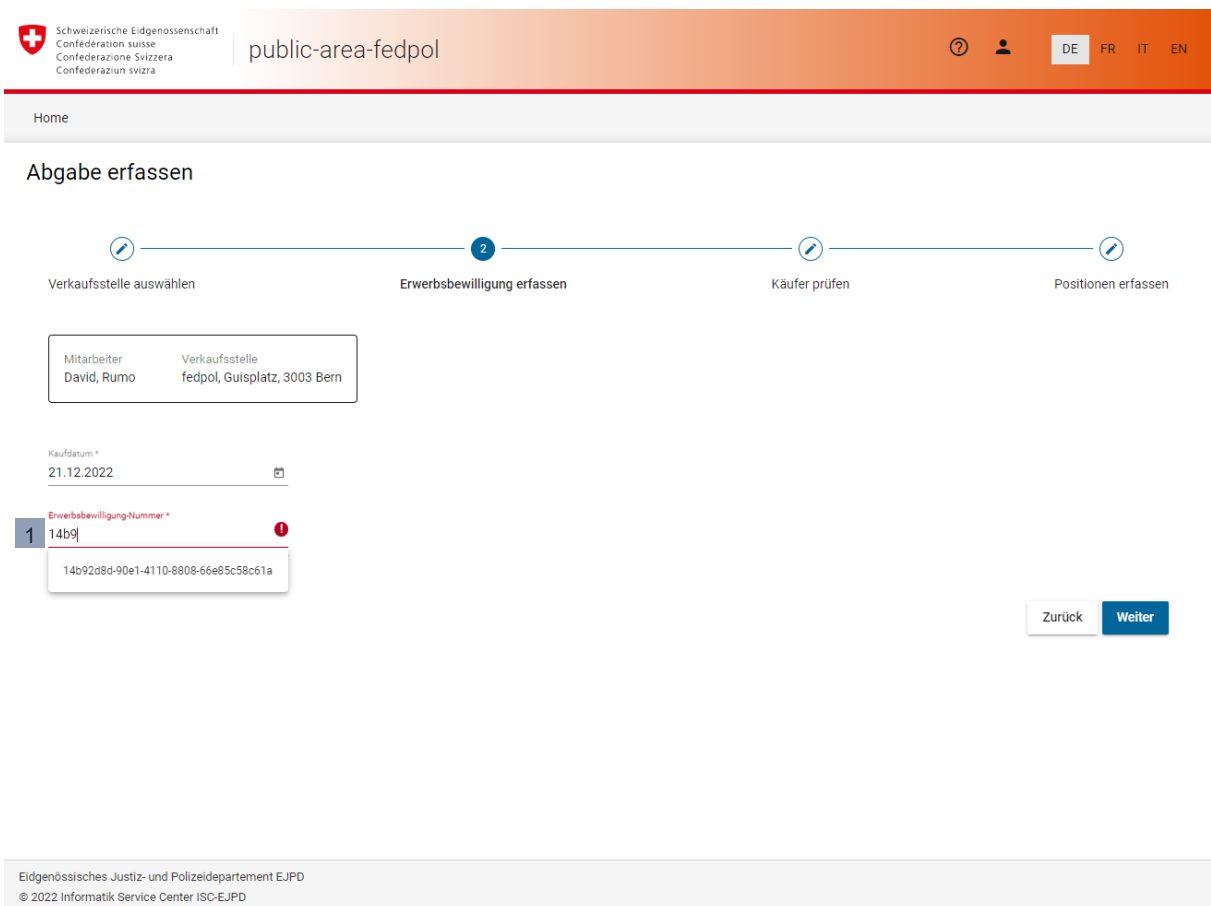 Schweizerische Eidgenossenschaft
Confédération suisse
Confederazione Svizzera
Confederaziun svizra
public-area-fedpol
DE FR IT EN
Home
Abgabe erfassen
2
Verkaufsstelle auswählen Erwerbsbewilligung erfassen Käufer prüfen Positionen erfassen
Mitarbeiter Verkaufsstelle
David, Rumo fedpol, Guisplatz, 3003 Bern
Kaufdatum *
21.12.2022
Erwerbsbewilligung-Nummer *
1 14b9
14b92d8d-90e1-4110-8808-66e85c58c61a
Zurück Weiter
Eidgenössisches Justiz- und Polizeidepartement EJPD
© 2022 Informatik Service Center ISC-EJPD